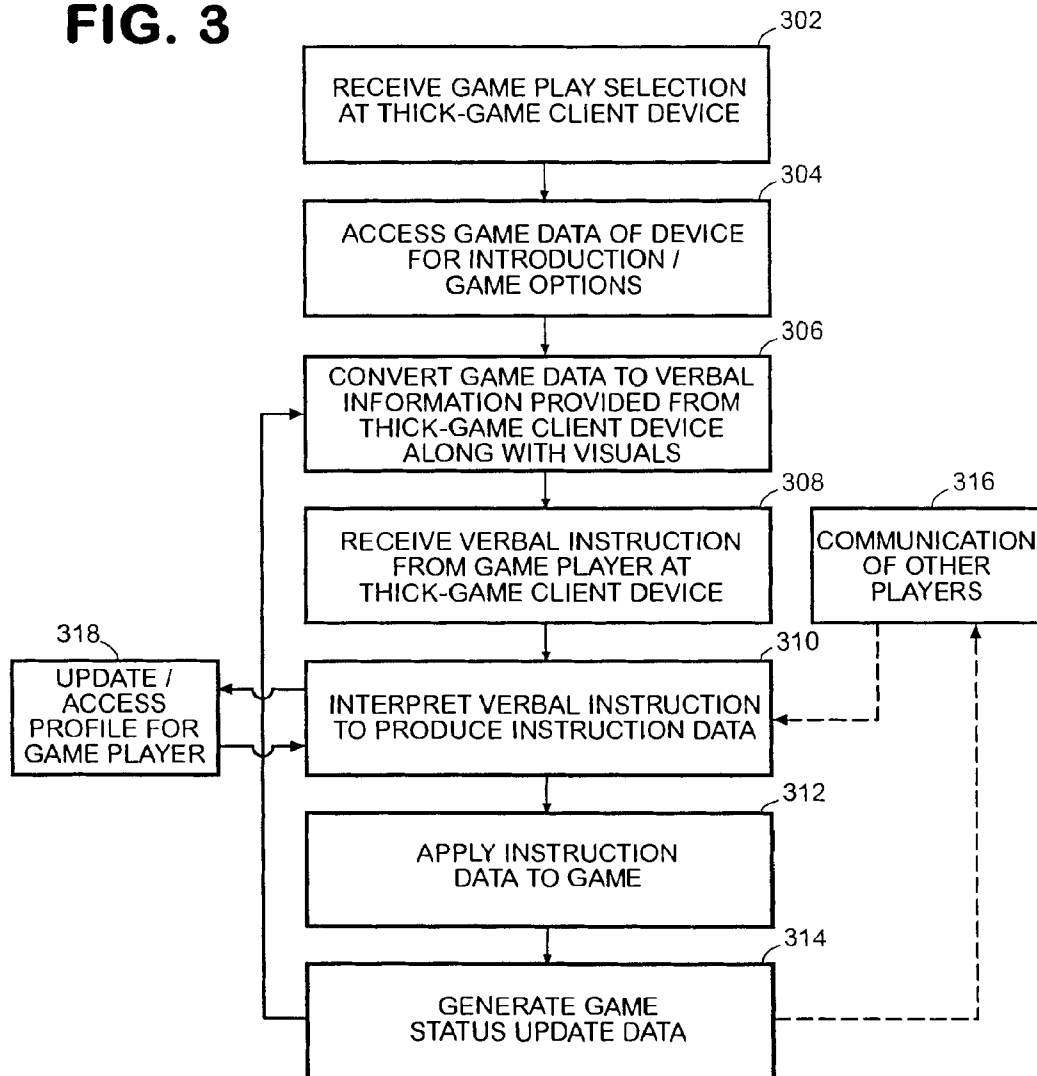 FIG. 3
302
RECEIVE GAME PLAY SELECTION
AT THICK-GAME CLIENT DEVICE
304
ACCESS GAME DATA OF DEVICE
FOR INTRODUCTION /
GAME OPTIONS
306
CONVERT GAME DATA TO VERBAL
INFORMATION PROVIDED FROM
THICK-GAME CLIENT DEVICE
ALONG WITH VISUALS
308
RECEIVE VERBAL INSTRUCTION
FROM GAME PLAYER AT
THICK-GAME CLIENT DEVICE
316
COMMUNICATION
OF OTHER
PLAYERS
318
UPDATE /
ACCESS
PROFILE FOR
GAME PLAYER
310
INTERPRET VERBAL INSTRUCTION
TO PRODUCE INSTRUCTION DATA
312
APPLY INSTRUCTION
DATA TO GAME
314
GENERATE GAME
STATUS UPDATE DATA